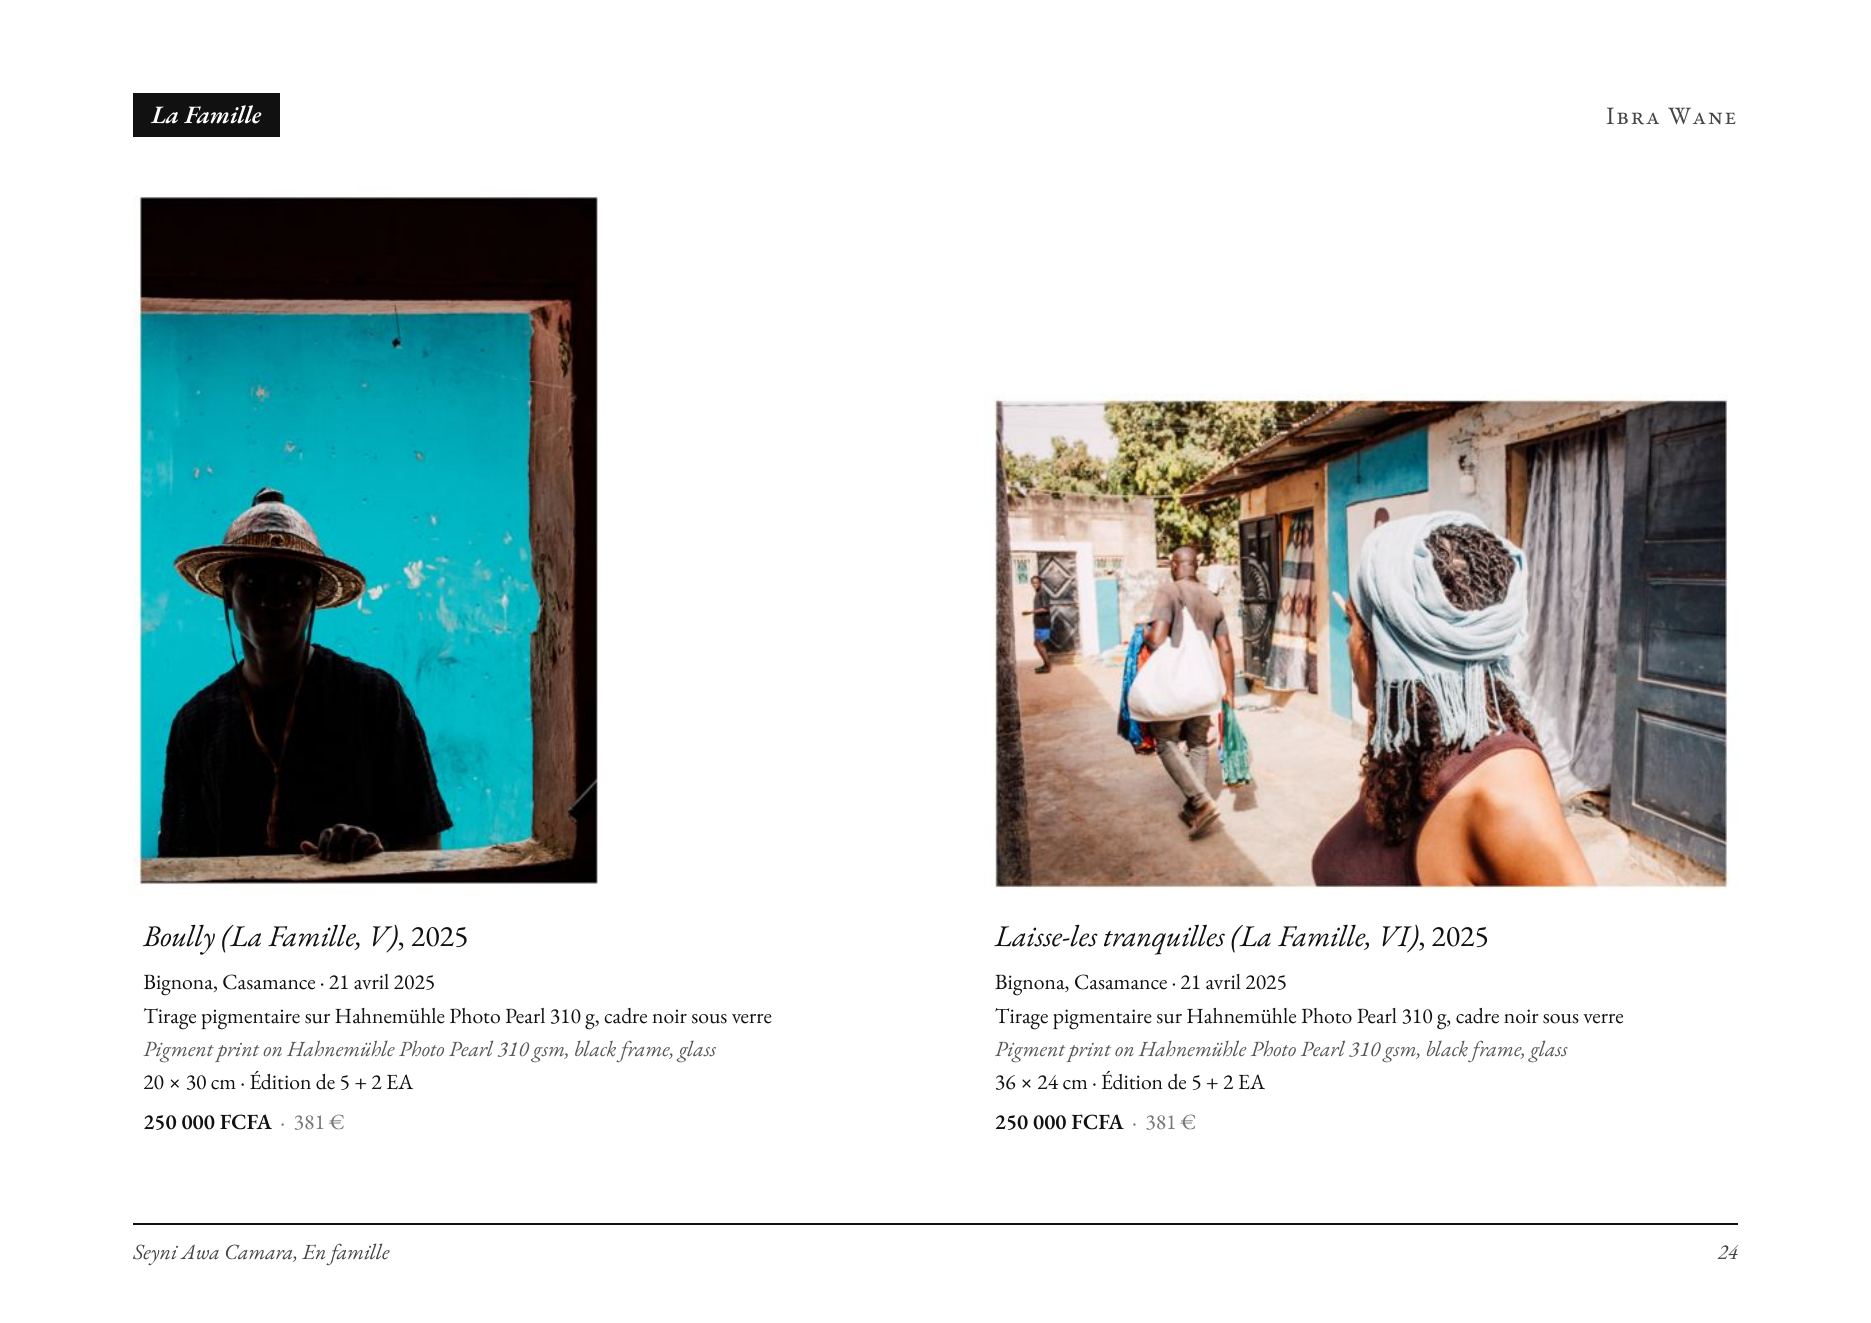 La Famille
Ibra Wane
Boully (La Famille, V), 2025
Bignona, Casamance · 21 avril 2025
Tirage pigmentaire sur Hahnemühle Photo Pearl 310 g, cadre noir sous verre
Pigment print on Hahnemühle Photo Pearl 310 gsm, black frame, glass
20 × 30 cm · Édition de 5 + 2 EA
250 000 FCFA · 381 €
Laisse-les tranquilles (La Famille, VI), 2025
Bignona, Casamance · 21 avril 2025
Tirage pigmentaire sur Hahnemühle Photo Pearl 310 g, cadre noir sous verre
Pigment print on Hahnemühle Photo Pearl 310 gsm, black frame, glass
36 × 24 cm · Édition de 5 + 2 EA
250 000 FCFA · 381 €
Seyni Awa Camara, En famille
24